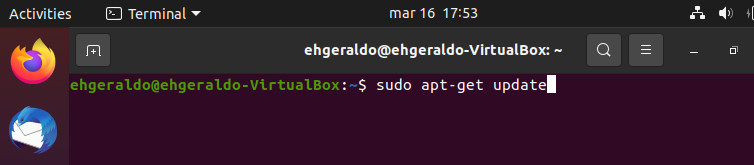 Activities Terminal mar 16 17:53
ehgeraldo@ehgeraldo-VirtualBox: ~
ehgeraldo@ehgeraldo-VirtualBox:~$ sudo apt-get update